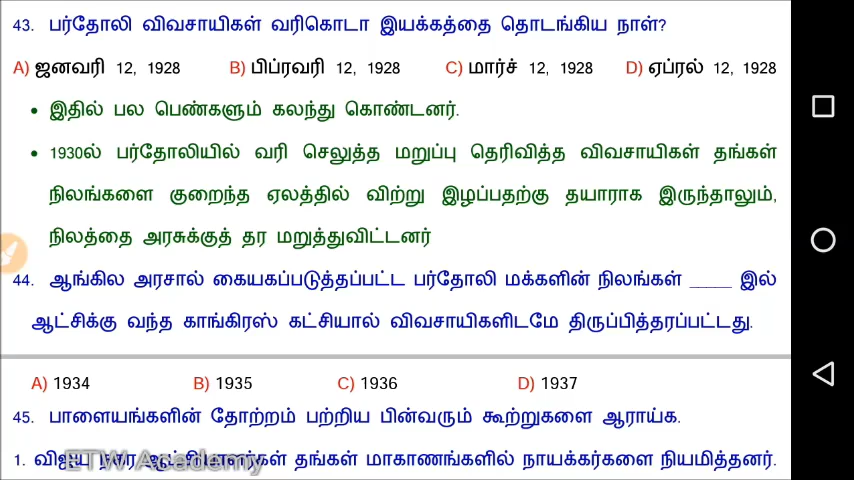 43. பர்தோலி விவசாயிகள் வரிகொடா இயக்கத்தை தொடங்கிய நாள்?
A) ஜனவரி 12, 1928 B) பிப்ரவரி 12, 1928 C) மார்ச் 12, 1928 D) ஏப்ரல் 12, 1928
• இதில் பல பெண்களும் கலந்து கொண்டனர்.
• 1930ல் பர்தோலியில் வரி செலுத்த மறுப்பு தெரிவித்த விவசாயிகள் தங்கள்
நிலங்களை குறைந்த ஏலத்தில் விற்று இழப்பதற்கு தயாராக இருந்தாலும்,
நிலத்தை அரசுக்குத் தர மறுத்துவிட்டனர்
44. ஆங்கில அரசால் கையகப்படுத்தப்பட்ட பர்தோலி மக்களின் நிலங்கள் _____ இல்
ஆட்சிக்கு வந்த காங்கிரஸ் கட்சியால் விவசாயிகளிடமே திருப்பித்தரப்பட்டது.
A) 1934 B) 1935 C) 1936 D) 1937
45. பாளையங்களின் தோற்றம் பற்றிய பின்வரும் கூற்றுகளை ஆராய்க.
1. விஜய நகர ஆட்சியாளர்கள் தங்கள் மாகாணங்களில் நாயக்கர்களை நியமித்தனர்.
ETW Academy